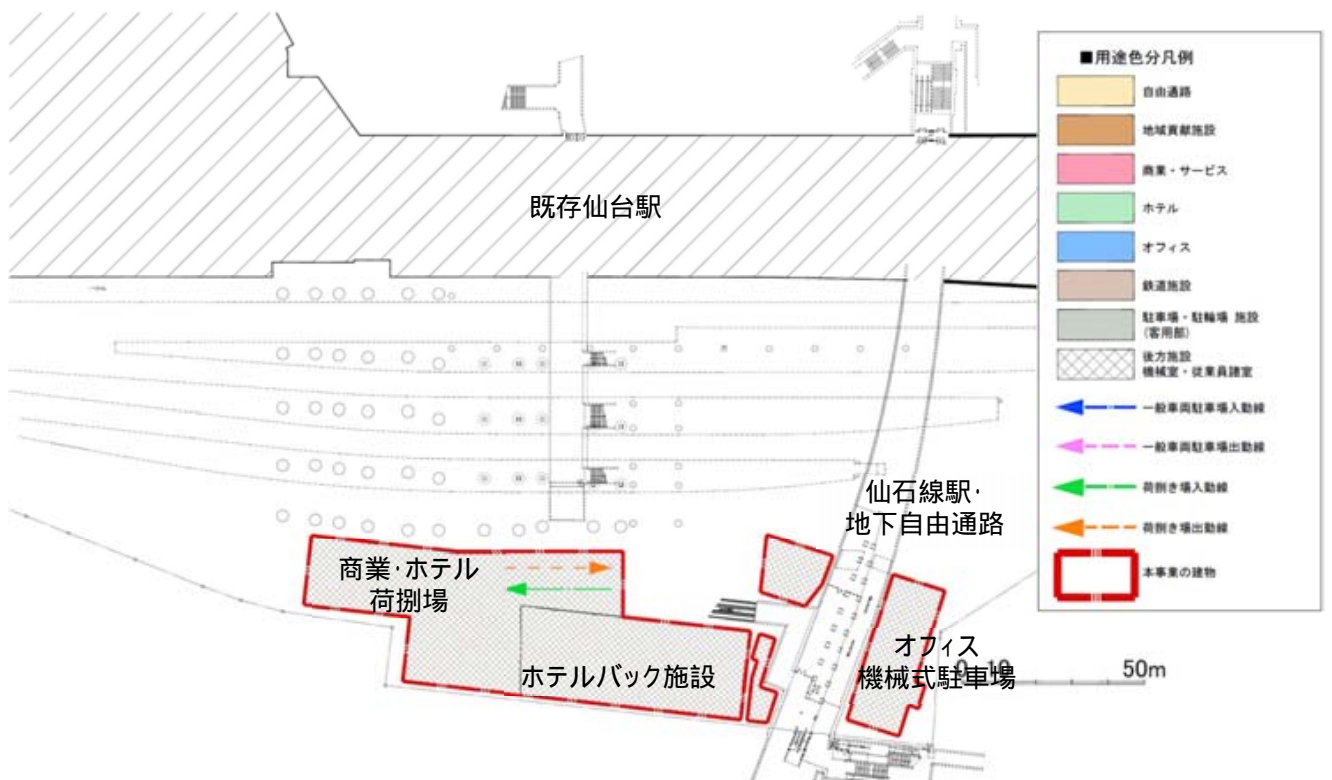 ■用途色分凡例
自由通路
地域貢献施設
商業・サービス
ホテル
オフィス
鉄道施設
駐車場・駐輪場 施設
(客用部)
後方施設
機械室・従業員諸室
一般車両駐車場入動線
一般車両駐車場出動線
荷捌き場入動線
荷捌き場出動線
本事業の建物
既存仙台駅
仙石線駅・
地下自由通路
商業・ホテル
荷捌場
ホテルバック施設
オフィス
機械式駐車場
0 10 50m